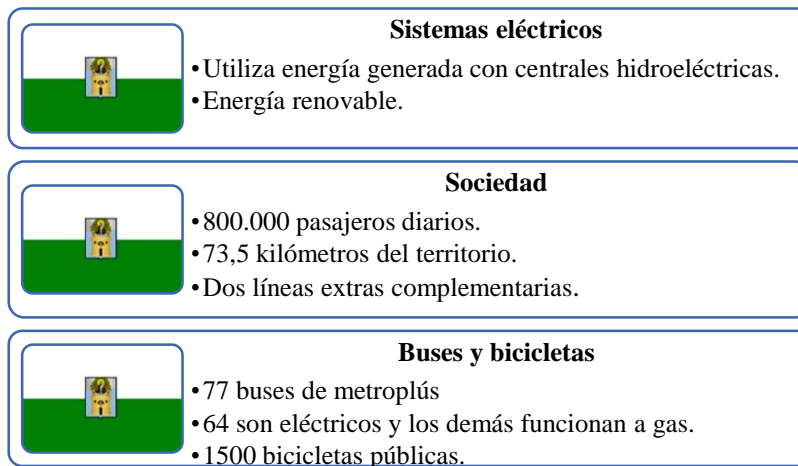 Sistemas eléctricos
•Utiliza energía generada con centrales hidroeléctricas.
•Energía renovable.
Sociedad
•800.000 pasajeros diarios.
•73,5 kilómetros del territorio.
•Dos líneas extras complementarias.
Buses y bicicletas
•77 buses de metroplús
•64 son eléctricos y los demás funcionan a gas.
•1500 bicicletas públicas.